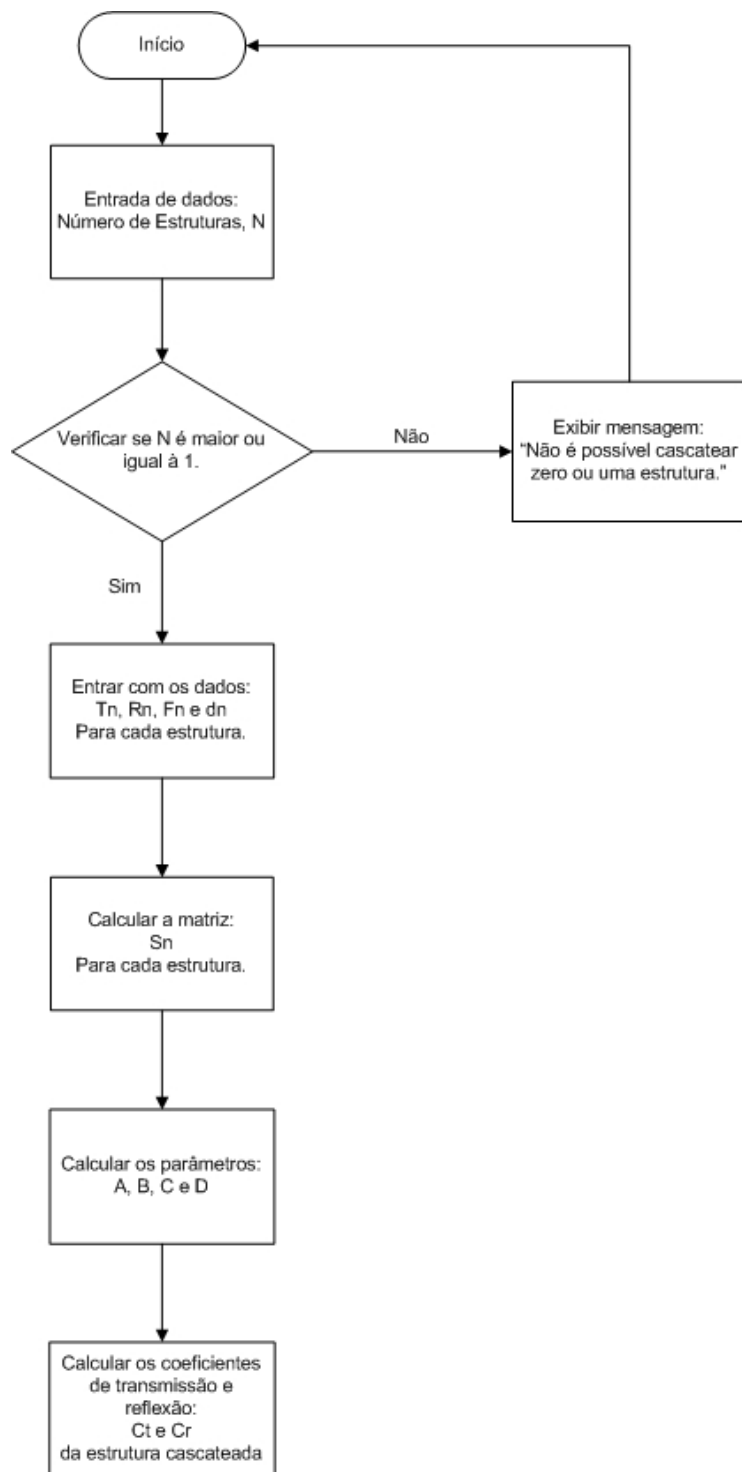 Início
Entrada de dados:
Número de Estruturas, N
Verificar se N é maior ou
igual à 1.
Não
Exibir mensagem:
“Não é possível cascatear
zero ou uma estrutura.”
Sim
Entrar com os dados:
Tn, Rn, Fn e dn
Para cada estrutura.
Calcular a matriz:
Sn
Para cada estrutura.
Calcular os parâmetros:
A, B, C e D
Calcular os coeficientes
de transmissão e
reflexão:
Ct e Cr
da estrutura cascateada